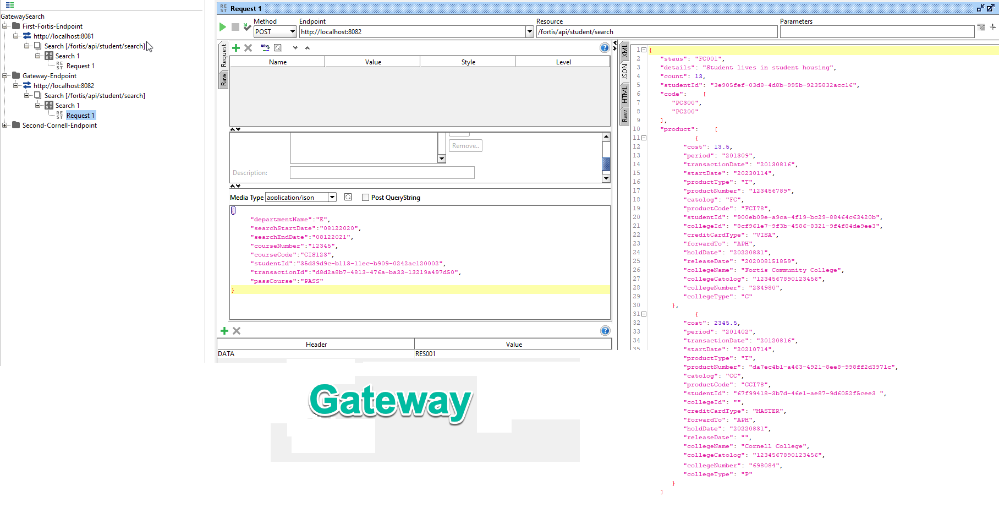 GatewaySearch
First-Fortis-Endpoint
http://localhost:8081
Search [/fortis/api/student/search]
Search 1
Request 1
Gateway-Endpoint
http://localhost:8082
Search [/fortis/api/student/search]
Search 1
Request 1
Second-Cornell-Endpoint
Request 1
Method Endpoint Resource Parameters
POST http://localhost:8082 /fortis/api/student/search
Request
Raw
Name Value Style Level
Remove..
Description:
Media Type application/json Post QueryString
{
"departmentName":"E",
"searchStartDate":"08122020",
"searchEndDate":"08122021",
"courseNumber":"12345",
"courseCode":"CIS123",
"studentId":"35d39d9c-b113-11ec-b909-0242ac120002",
"transactionId":"d8d2a8b7-4813-476a-ba33-13219a497d50",
"passCourse":"PASS"
}
Header Value
DATA RES001
Gateway
XML
JSON
HTML
Raw
1 {
2 "staus": "FC001",
3 "details": "Student lives in student housing",
4 "count": 13,
5 "studentId": "3e905fef-03d8-4d8b-995b-9235832acc16",
6 "code": [
7 "PC300",
8 "PC200"
9 ],
10 "product": [
11 {
12 "cost": 13.5,
13 "period": "201309",
14 "transactionDate": "20130816",
15 "startDate": "20230114",
16 "productType": "T",
17 "productNumber": "123456789",
18 "catolog": "FC",
19 "productCode": "FCI78",
20 "studentId": "900eb09e-a9ca-4f19-bc29-88464c63420b",
21 "collegeId": "8cf961e7-9f3b-4586-8321-9f4f84de9ee3",
22 "creditCardType": "VISA",
23 "forwardTo": "APH",
24 "holdDate": "20220831",
25 "releaseDate": "202008151859",
26 "collegeName": "Fortis Community College",
27 "collegeCatolog": "1234567890123456",
28 "collegeNumber": "234980",
29 "collegeType": "C"
30 },
31 {
32 "cost": 2345.5,
33 "period": "201402",
34 "transactionDate": "20120816",
35 "startDate": "20210714",
"productType": "T",
"productNumber": "da7ec4b1-a463-4921-8ee8-998ff2d3971c",
"catolog": "CC",
"productCode": "CCI78",
"studentId": "67f99418-3b7d-46e1-ae87-9d6052f5cee3 ",
"collegeId": "",
"creditCardType": "MASTER",
"forwardTo": "APH",
"holdDate": "20220831",
"releaseDate": "",
"collegeName": "Cornell College",
"collegeCatolog": "1234567890123456",
"collegeNumber": "698084",
"collegeType": "P"
}
]